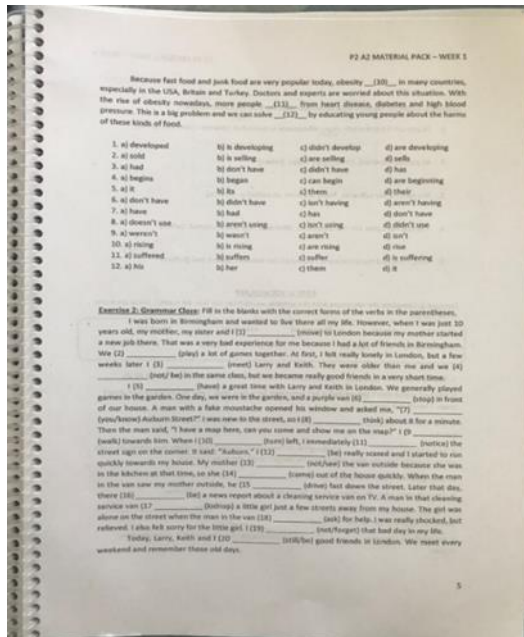 P2 A2 MATERIAL PACK – WEEK 1
Because fast food and junk food are very popular today, obesity __(10)__ in many countries,
especially in the USA, Britain and Turkey. Doctors and experts are worried about this situation. With
the rise of obesity nowadays, more people __(11)__ from heart disease, diabetes and high blood
pressure. This is a big problem and we can solve __(12)__ by educating young people about the harms
of these kinds of food.
1. a) developed b) is developing c) didn't develop d) are developing
2. a) sold b) is selling c) are selling d) sells
3. a) had b) don't have c) didn't have d) has
4. a) begins b) began c) can begin d) are beginning
5. a) it b) its c) them d) their
6. a) don't have b) didn't have c) isn't having d) aren't having
7. a) have b) had c) has d) don't have
8. a) doesn't use b) aren't using c) isn't using d) didn't use
9. a) weren't b) wasn't c) aren't d) isn't
10. a) rising b) is rising c) are rising d) rise
11. a) suffered b) suffers c) suffer d) is suffering
12. a) his b) her c) them d) it
Exercise 2: Grammar Cloze: Fill in the blanks with the correct forms of the verbs in the parentheses.
I was born in Birmingham and wanted to live there all my life. However, when I was just 10
years old, my mother, my sister and I (1) __________ (move) to London because my mother started
a new job there. That was a very bad experience for me because I had a lot of friends in Birmingham.
We (2) __________ (play) a lot of games together. At first, I felt really lonely in London, but a few
weeks later I (3) __________ (meet) Larry and Keith. They were older than me and we (4)
__________ (not/ be) in the same class, but we became really good friends in a very short time.
I (5) __________ (have) a great time with Larry and Keith in London. We generally played
games in the garden. One day, we were in the garden, and a purple van (6) __________ (stop) in front
of our house. A man with a fake moustache opened his window and asked me, "(7) __________
(you/know) Auburn Street?" I was new to the street, so I (8) __________ think) about it for a minute.
Then the man said, "I have a map here, can you come and show me on the map?" I (9 __________
(walk) towards him. When I (10) __________ (turn) left, I immediately (11) __________ (notice) the
street sign on the corner. It said: "Auburn." I (12) __________ (be) really scared and I started to run
quickly towards my house. My mother (13) __________ (not/see) the van outside because she was
in the kitchen at that time, so she (14) __________ (come) out of the house quickly. When the man
in the van saw my mother outside, he (15 __________ (drive) fast down the street. Later that day,
there (16) __________ (be) a news report about a cleaning service van on TV. A man in that cleaning
service van (17 __________ (kidnap) a little girl just a few streets away from my house. The girl was
alone on the street when the man in the van (18) __________ (ask) for help. I was really shocked, but
relieved. I also felt sorry for the little girl. I (19) __________ (not/forget) that bad day in my life.
Today, Larry, Keith and I (20 __________ (still/be) good friends in London. We meet every
weekend and remember those old days.
5